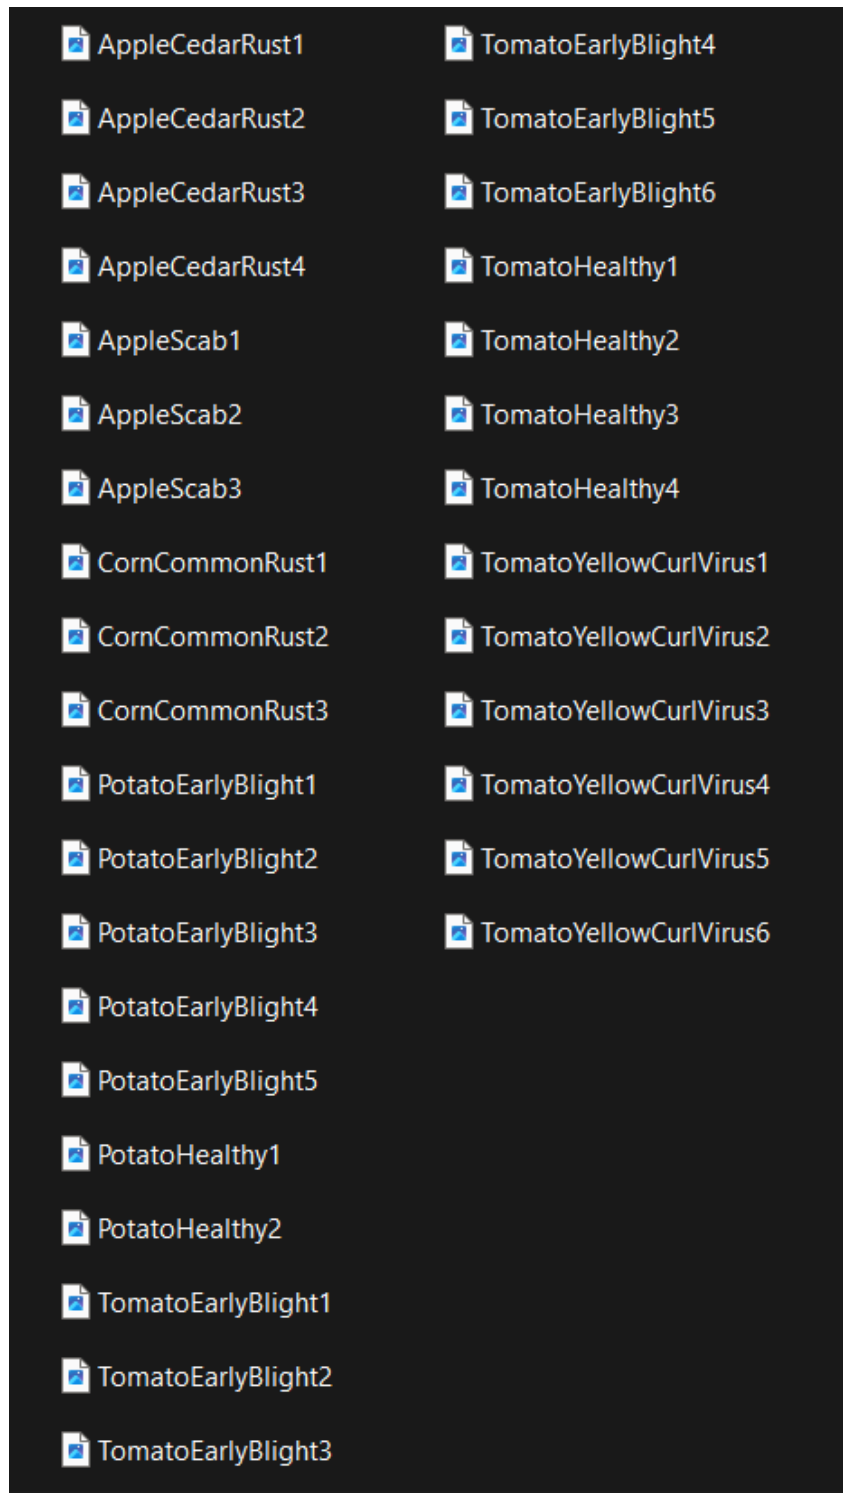 AppleCedarRust1
AppleCedarRust2
AppleCedarRust3
AppleCedarRust4
AppleScab1
AppleScab2
AppleScab3
CornCommonRust1
CornCommonRust2
CornCommonRust3
PotatoEarlyBlight1
PotatoEarlyBlight2
PotatoEarlyBlight3
PotatoEarlyBlight4
PotatoEarlyBlight5
PotatoHealthy1
PotatoHealthy2
TomatoEarlyBlight1
TomatoEarlyBlight2
TomatoEarlyBlight3
TomatoEarlyBlight4
TomatoEarlyBlight5
TomatoEarlyBlight6
TomatoHealthy1
TomatoHealthy2
TomatoHealthy3
TomatoHealthy4
TomatoYellowCurlVirus1
TomatoYellowCurlVirus2
TomatoYellowCurlVirus3
TomatoYellowCurlVirus4
TomatoYellowCurlVirus5
TomatoYellowCurlVirus6